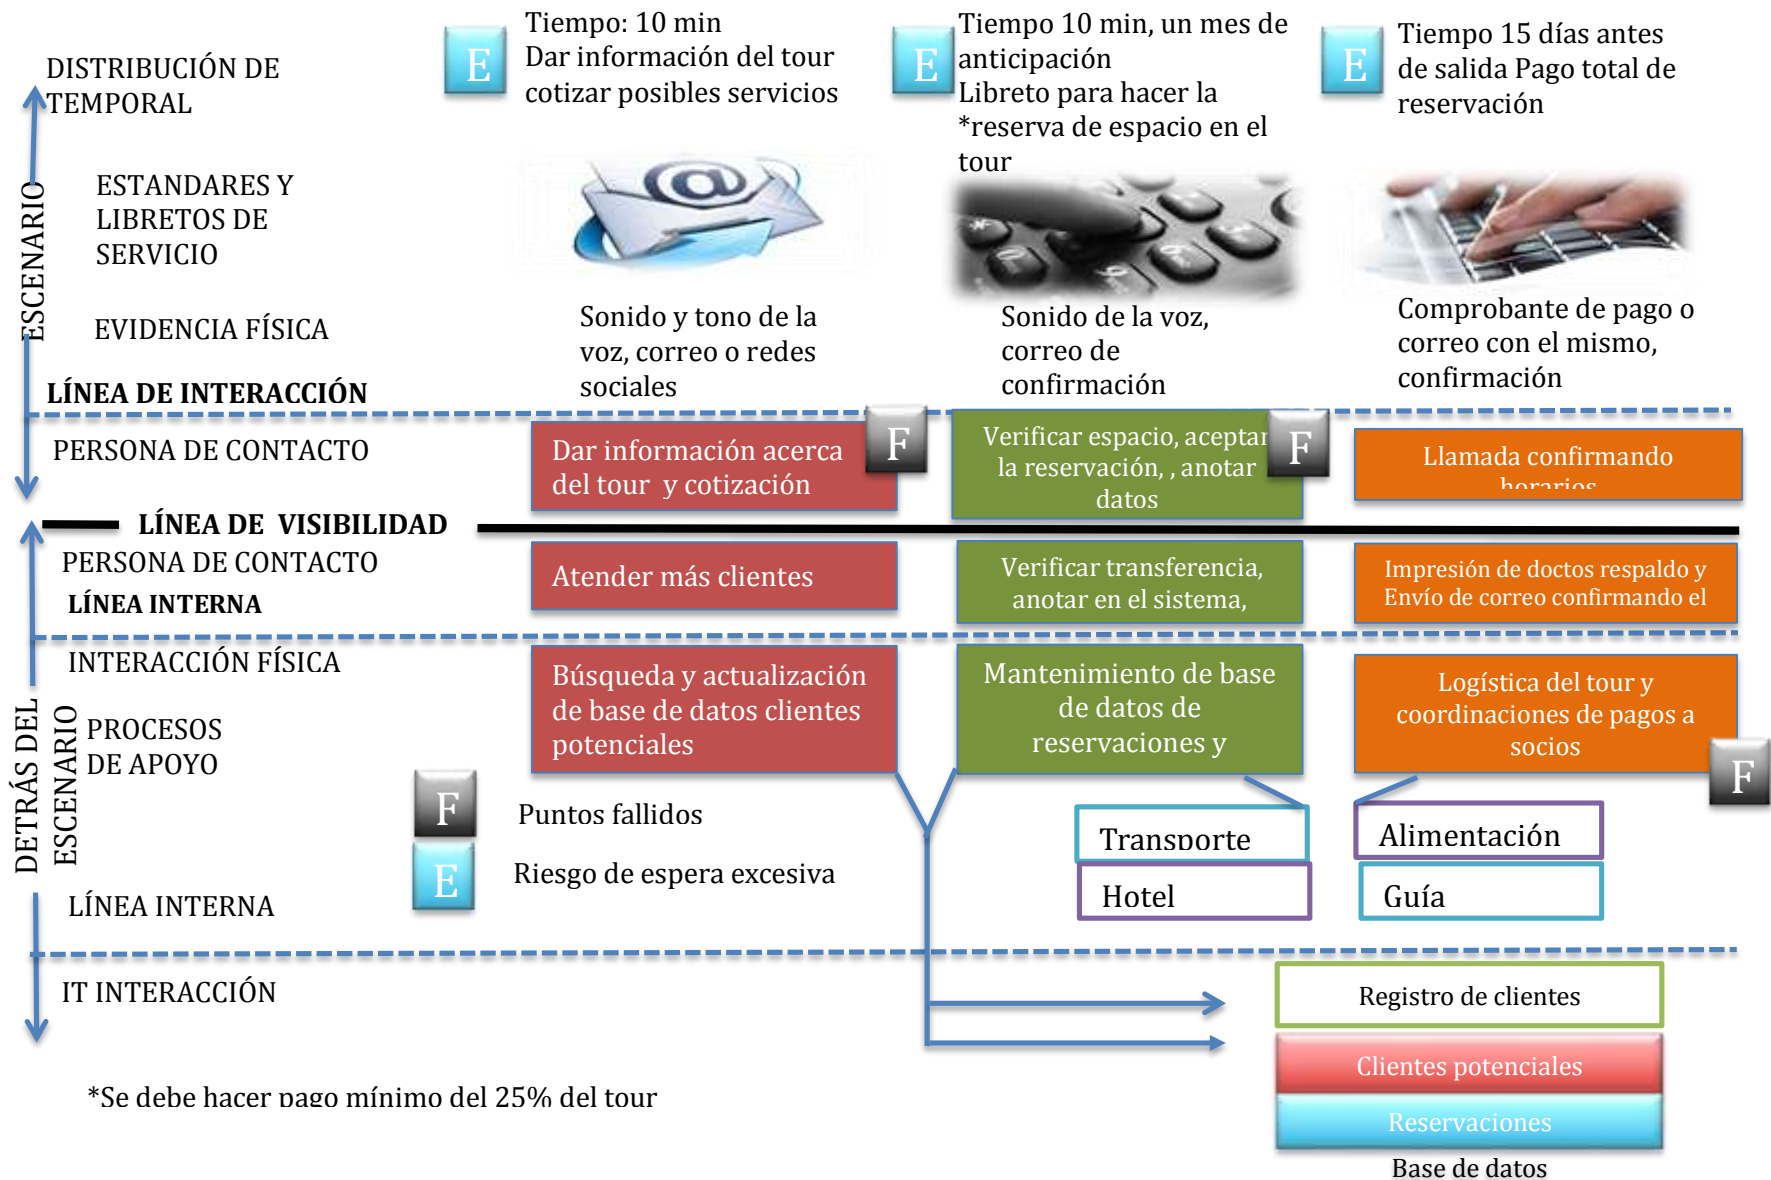 DISTRIBUCIÓN DE
TEMPORAL
E
Tiempo: 10 min
Dar información del tour
cotizar posibles servicios
E
Tiempo 10 min, un mes de
anticipación
Libreto para hacer la
*reserva de espacio en el
tour
E
Tiempo 15 días antes
de salida Pago total de
reservación
ESCENARIO
ESTANDARES Y
LIBRETOS DE
SERVICIO
EVIDENCIA FÍSICA
Sonido y tono de la
voz, correo o redes
sociales
Sonido de la voz,
correo de
confirmación
Comprobante de pago o
correo con el mismo,
confirmación
LÍNEA DE INTERACCIÓN
PERSONA DE CONTACTO
Dar información acerca
del tour y cotización
F
Verificar espacio, aceptar
la reservación, , anotar
datos
F
Llamada confirmando
horarios
LÍNEA DE VISIBILIDAD
PERSONA DE CONTACTO
LÍNEA INTERNA
Atender más clientes
Verificar transferencia,
anotar en el sistema,
Impresión de doctos respaldo y
Envío de correo confirmando el
INTERACCIÓN FÍSICA
DETRÁS DEL
ESCENARIO
PROCESOS
DE APOYO
Búsqueda y actualización
de base de datos clientes
potenciales
Mantenimiento de base
de datos de
reservaciones y
Logística del tour y
coordinaciones de pagos a
socios
F
F
Puntos fallidos
E
Riesgo de espera excesiva
Transporte
Hotel
Alimentación
Guía
LÍNEA INTERNA
IT INTERACCIÓN
Registro de clientes
Clientes potenciales
Reservaciones
Base de datos
*Se debe hacer pago mínimo del 25% del tour